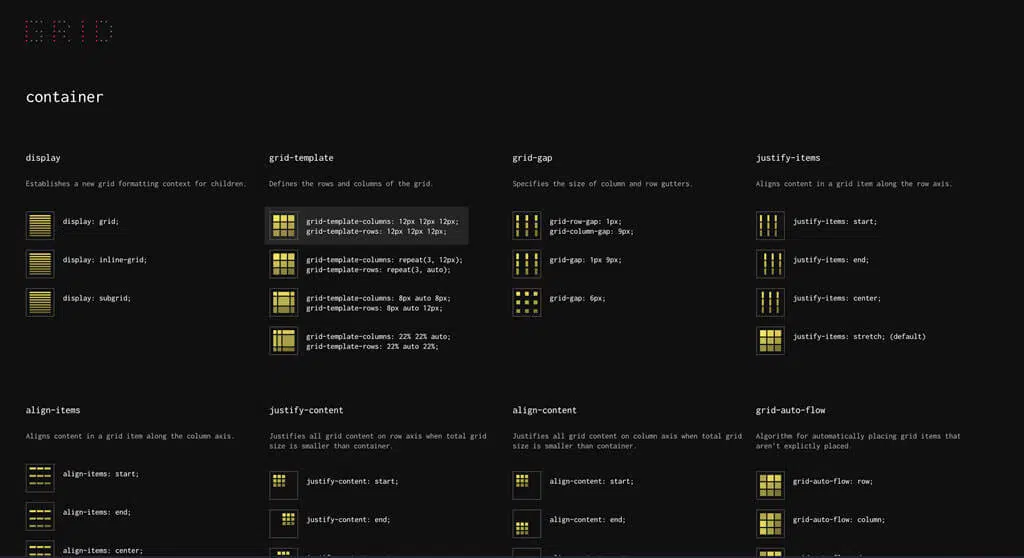 GRID
container
display
Establishes a new grid formatting context for children.
display: grid;
display: inline-grid;
display: subgrid;
grid-template
Defines the rows and columns of the grid.
grid-template-columns: 12px 12px 12px;
grid-template-rows: 12px 12px 12px;
grid-template-columns: repeat(3, 12px);
grid-template-rows: repeat(3, auto);
grid-template-columns: 8px auto 8px;
grid-template-rows: 8px auto 12px;
grid-template-columns: 22% 22% auto;
grid-template-rows: 22% auto 22%;
grid-gap
Specifies the size of column and row gutters.
grid-row-gap: 1px;
grid-column-gap: 9px;
grid-gap: 1px 9px;
grid-gap: 6px;
justify-items
Aligns content in a grid item along the row axis.
justify-items: start;
justify-items: end;
justify-items: center;
justify-items: stretch; (default)
align-items
Aligns content in a grid item along the column axis.
align-items: start;
align-items: end;
align-items: center;
justify-content
Justifies all grid content on row axis when total grid
size is smaller than container.
justify-content: start;
justify-content: end;
align-content
Justifies all grid content on column axis when total grid
size is smaller than container.
align-content: start;
align-content: end;
grid-auto-flow
Algorithm for automatically placing grid items that
aren't explictly placed.
grid-auto-flow: row;
grid-auto-flow: column;